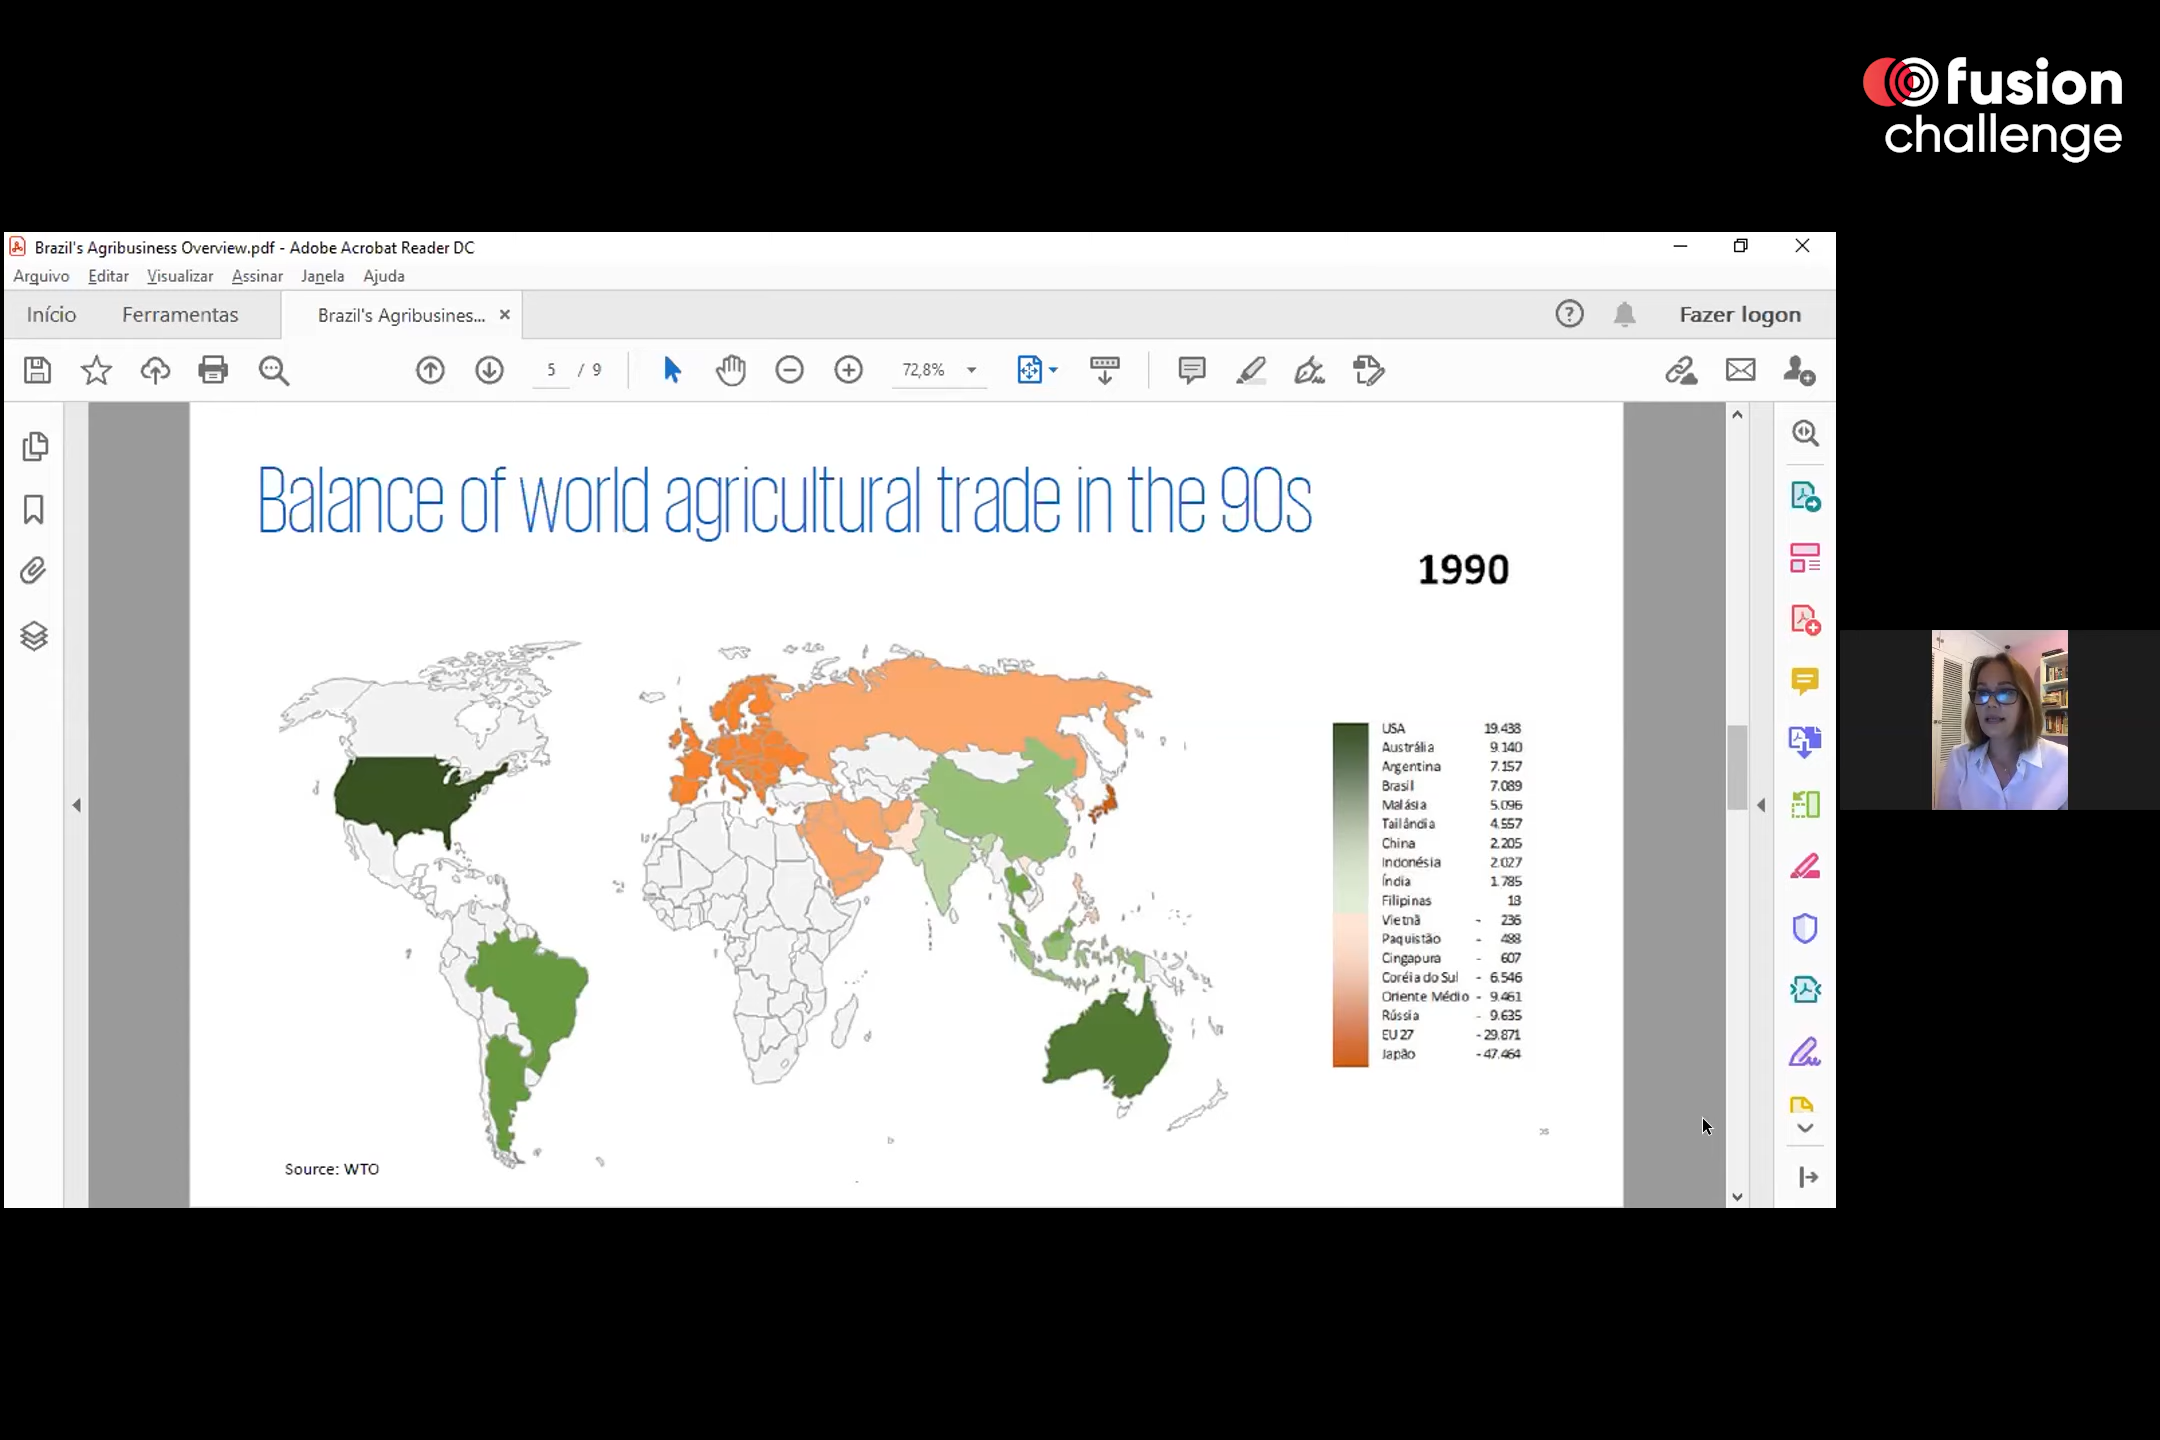 fusion
challenge
Brazil's Agribusiness Overview.pdf - Adobe Acrobat Reader DC
Arquivo Editar Visualizar Assinar Janela Ajuda
Início Ferramentas Brazil's Agribusines... Fazer logon
5 / 9 72,8%
Balance of world agricultural trade in the 90s
1990
USA 19.438
Austrália 9.140
Argentina 7.157
Brasil 7.089
Malásia 5.096
Tailândia 4.557
China 2.205
Indonésia 2.027
Índia 1.785
Filipinas 13
Vietnã - 236
Paquistão - 488
Cingapura - 607
Coréia do Sul - 6.546
Oriente Médio - 9.461
Rússia - 9.635
EU 27 - 29.871
Japão - 47.464
Source: WTO